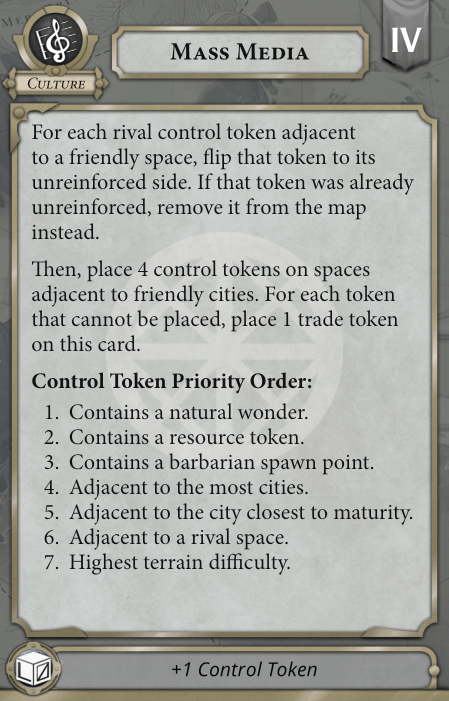 IV
Mass Media
Culture
For each rival control token adjacent
to a friendly space, flip that token to its
unreinforced side. If that token was already
unreinforced, remove it from the map
instead.
Then, place 4 control tokens on spaces
adjacent to friendly cities. For each token
that cannot be placed, place 1 trade token
on this card.
Control Token Priority Order:
1. Contains a natural wonder.
2. Contains a resource token.
3. Contains a barbarian spawn point.
4. Adjacent to the most cities.
5. Adjacent to the city closest to maturity.
6. Adjacent to a rival space.
7. Highest terrain difficulty.
+1 Control Token